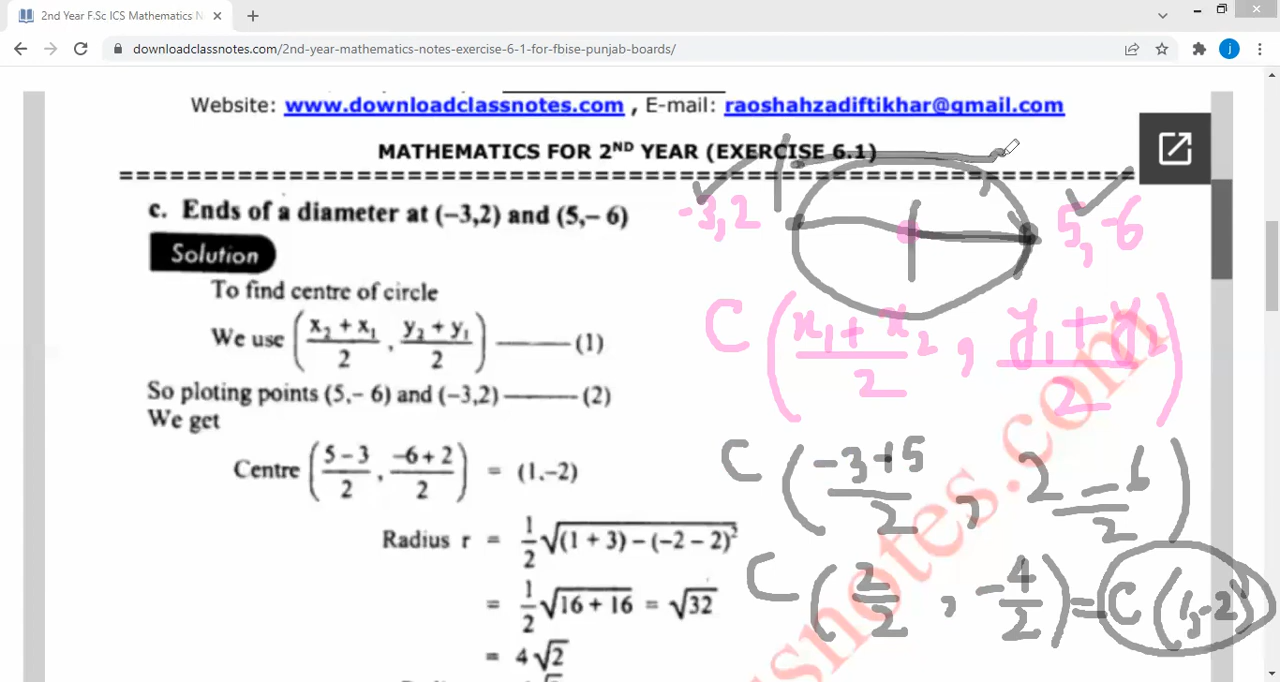 2nd Year F.Sc ICS Mathematics N
downloadclassnotes.com/2nd-year-mathematics-notes-exercise-6-1-for-fbise-punjab-boards/
j
Website: www.downloadclassnotes.com , E-mail: raoshahzadiftikhar@gmail.com
MATHEMATICS FOR 2ND YEAR (EXERCISE 6.1)
c. Ends of a diameter at (−3,2) and (5,− 6)
-3,2
5,-6
Solution
To find centre of circle
We use ((x₂ + x₁)/2 , (y₂ + y₁)/2) ——— (1)
C ((x₁ + x₂)/2 , (y₁ + y₂)/2)
So ploting points (5,− 6) and (−3,2) ——— (2)
We get
Centre ((5 − 3)/2 , (−6 + 2)/2) = (1.−2)
C ((-3+5)/2 , (2-6)/2)
Radius r = 1/2 √((1 + 3) − (−2 − 2)²
C (2/2 , -4/2) = C (1,-2)
= 1/2 √(16 + 16) = √32
= 4√2
snotes.com